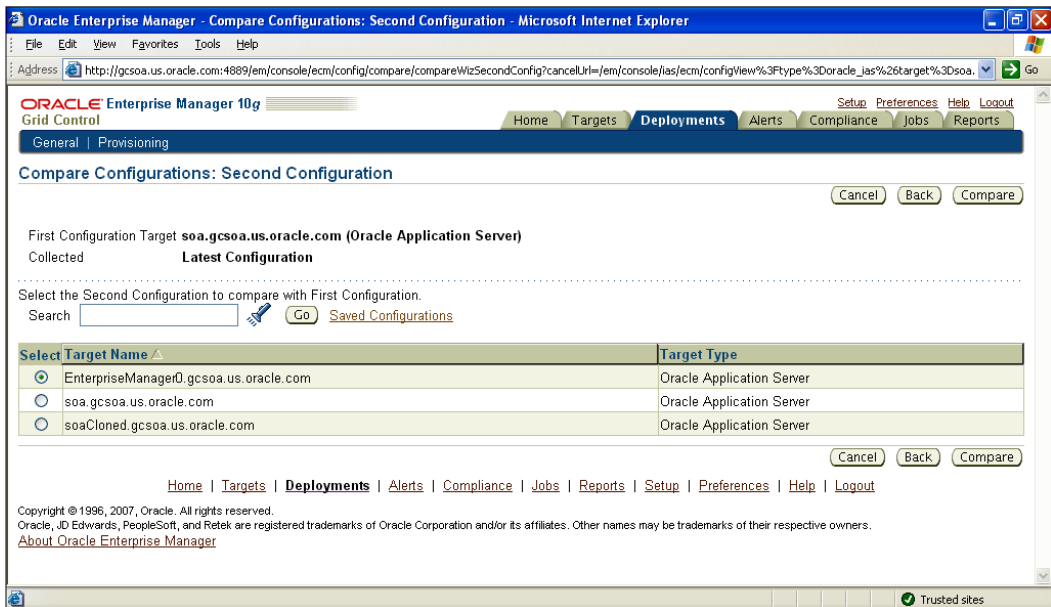 Oracle Enterprise Manager - Compare Configurations: Second Configuration - Microsoft Internet Explorer
File Edit View Favorites Tools Help
Address http://gcsoa.us.oracle.com:4889/em/console/ecm/config/compare/compareWizSecondConfig?cancelUrl=/em/console/ias/ecm/configView%3Ftype%3Doracle_ias%26target%3Dsoa. Go
ORACLE Enterprise Manager 10g
Setup Preferences Help Logout
Grid Control
Home Targets Deployments Alerts Compliance Jobs Reports
General | Provisioning
Compare Configurations: Second Configuration
Cancel Back Compare
First Configuration Target soa.gcsoa.us.oracle.com (Oracle Application Server)
Collected Latest Configuration
Select the Second Configuration to compare with First Configuration.
Search Go Saved Configurations
Select Target Name Target Type
EnterpriseManager0.gcsoa.us.oracle.com Oracle Application Server
soa.gcsoa.us.oracle.com Oracle Application Server
soaCloned.gcsoa.us.oracle.com Oracle Application Server
Cancel Back Compare
Home | Targets | Deployments | Alerts | Compliance | Jobs | Reports | Setup | Preferences | Help | Logout
Copyright © 1996, 2007, Oracle. All rights reserved.
Oracle, JD Edwards, PeopleSoft, and Retek are registered trademarks of Oracle Corporation and/or its affiliates. Other names may be trademarks of their respective owners.
About Oracle Enterprise Manager
Trusted sites